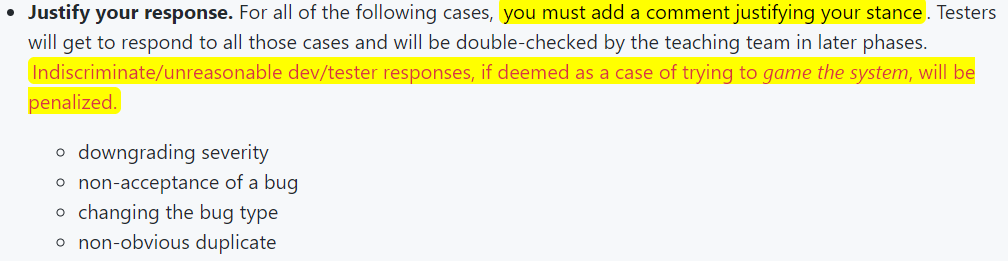 • Justify your response. For all of the following cases, you must add a comment justifying your stance. Testers
will get to respond to all those cases and will be double-checked by the teaching team in later phases.
Indiscriminate/unreasonable dev/tester responses, if deemed as a case of trying to game the system, will be
penalized.
◦ downgrading severity
◦ non-acceptance of a bug
◦ changing the bug type
◦ non-obvious duplicate